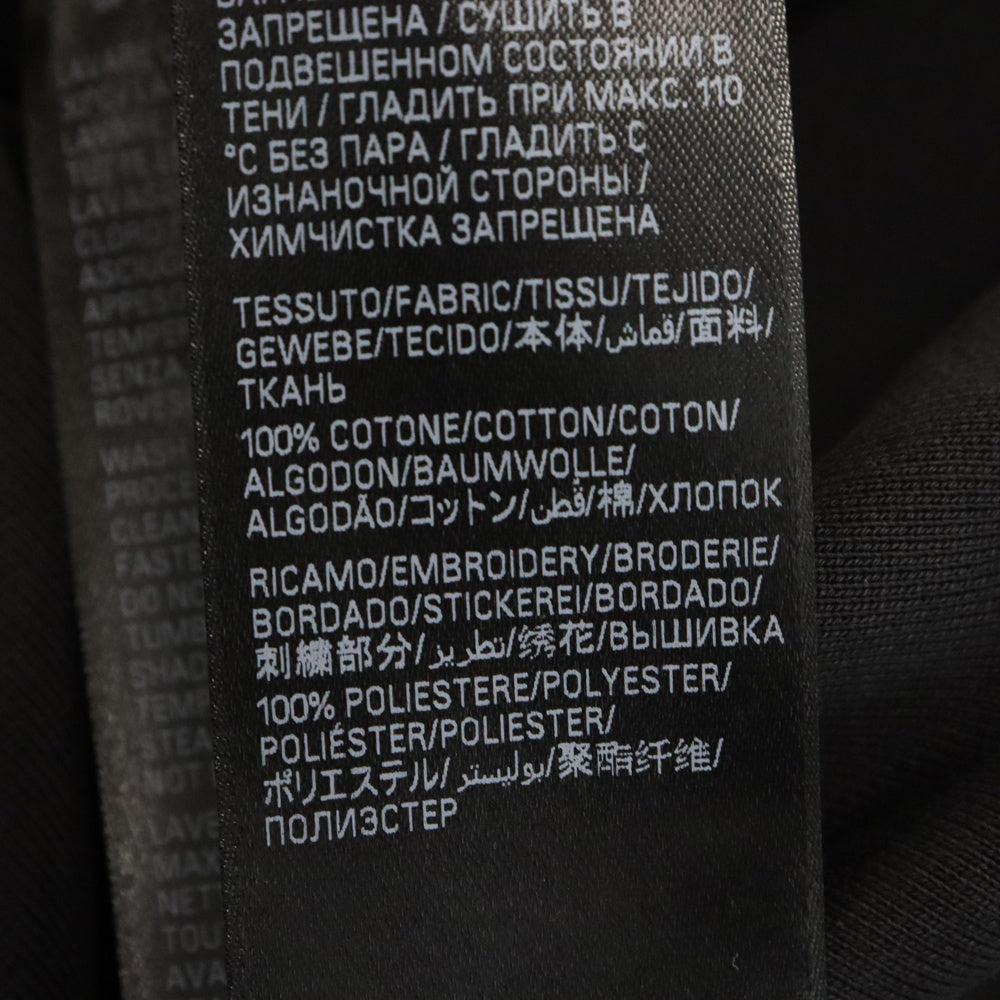 ЗАПРЕЩЕНА / СУШИТЬ В
ПОДВЕШЕННОМ СОСТОЯНИИ В
ТЕНИ / ГЛАДИТЬ ПРИ МАКС. 110
°C БЕЗ ПАРА / ГЛАДИТЬ С
ИЗНАНОЧНОЙ СТОРОНЫ /
ХИМЧИСТКА ЗАПРЕЩЕНА
TESSUTO/FABRIC/TISSU/TEJIDO/
GEWEBE/TECIDO/本体/قماش/面料/
ТКАНЬ
100% COTONE/COTTON/COTON/
ALGODON/BAUMWOLLE/
ALGODÃO/コットン/قطن/棉/ХЛОПОК
RICAMO/EMBROIDERY/BRODERIE/
BORDADO/STICKEREI/BORDADO/
刺繍部分/تطريز/绣花/ВЫШИВКА
100% POLIESTERE/POLYESTER/
POLIÉSTER/POLIESTER/
ポリエステル/بوليستر/聚酯纤维/
ПОЛИЭСТЕР